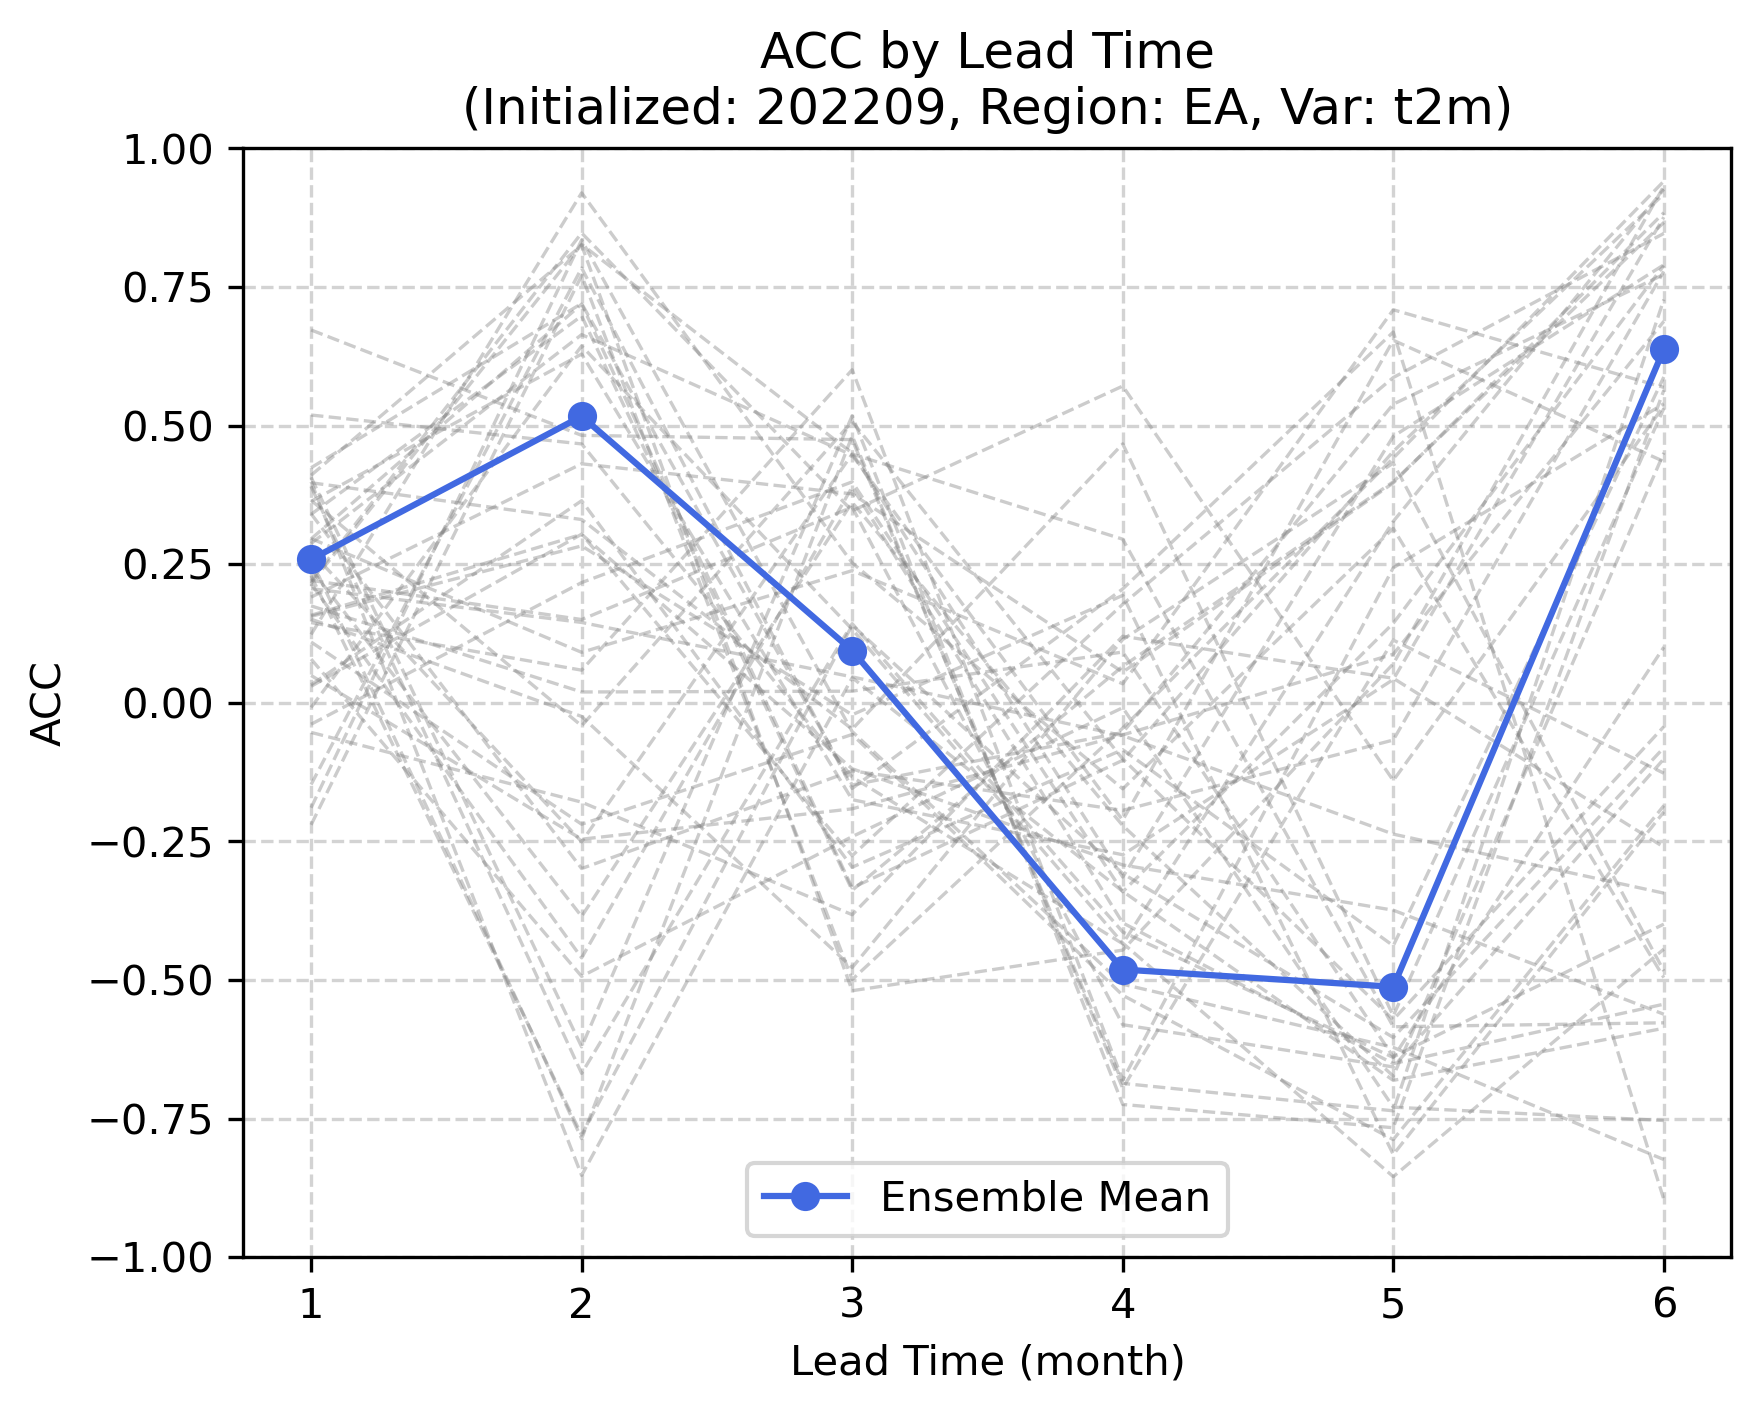 ACC by Lead Time
(Initialized: 202209, Region: EA, Var: t2m)
1.00
0.75
0.50
0.25
0.00
−0.25
−0.50
−0.75
−1.00
ACC
Ensemble Mean
1 2 3 4 5 6
Lead Time (month)